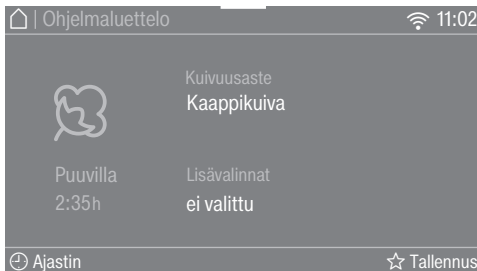 | Ohjelmaluettelo 11:02
Kuivuusaste
Kaappikuiva
Puuvilla
2:35h
Lisävalinnat
ei valittu
Ajastin Tallennus